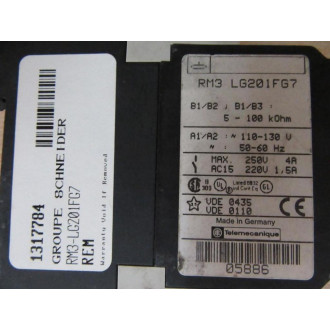 1317784
GROUPE SCHNEIDER
RM3-LG201FG7
REM
Warranty Void If Removed
RM3 LG201FG7
B1/B2 , B1/B3 :
5 - 100 kOhm
A1/A2 : ~ 110-130 V
~ : 50-60 Hz
MAX. 250V 4A
AC15 220V 1,5A
VDE 0435
VDE 0110
Made in Germany
Telemecanique
05886